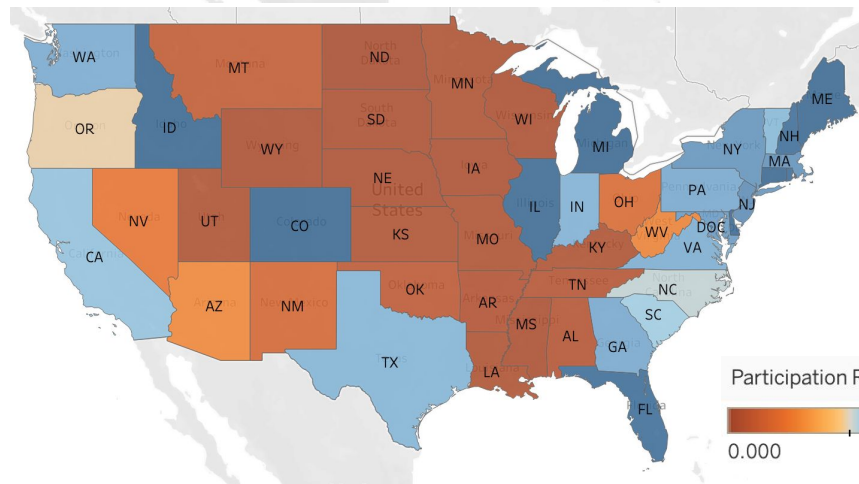 WA
MT
ND
MN
OR
ID
SD
WI
WY
ME
NH
MI
NY
MA
IA
NE
PA
NJ
United
States
IL
IN
OH
NV
UT
CO
DOC
WV
CA
KS
MO
KY
VA
TN
NC
OK
AZ
NM
AR
SC
MS
AL
GA
TX
LA
FL
Participation
0.000